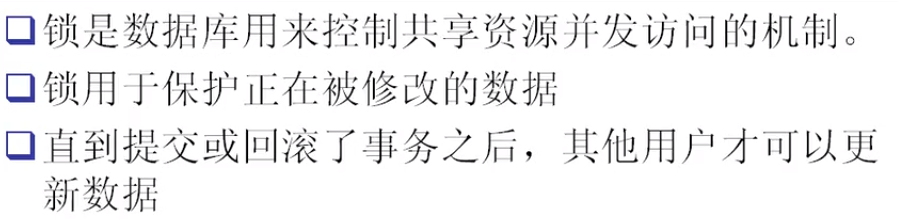 锁是数据库用来控制共享资源并发访问的机制。
锁用于保护正在被修改的数据
直到提交或回滚了事务之后，其他用户才可以更
新数据